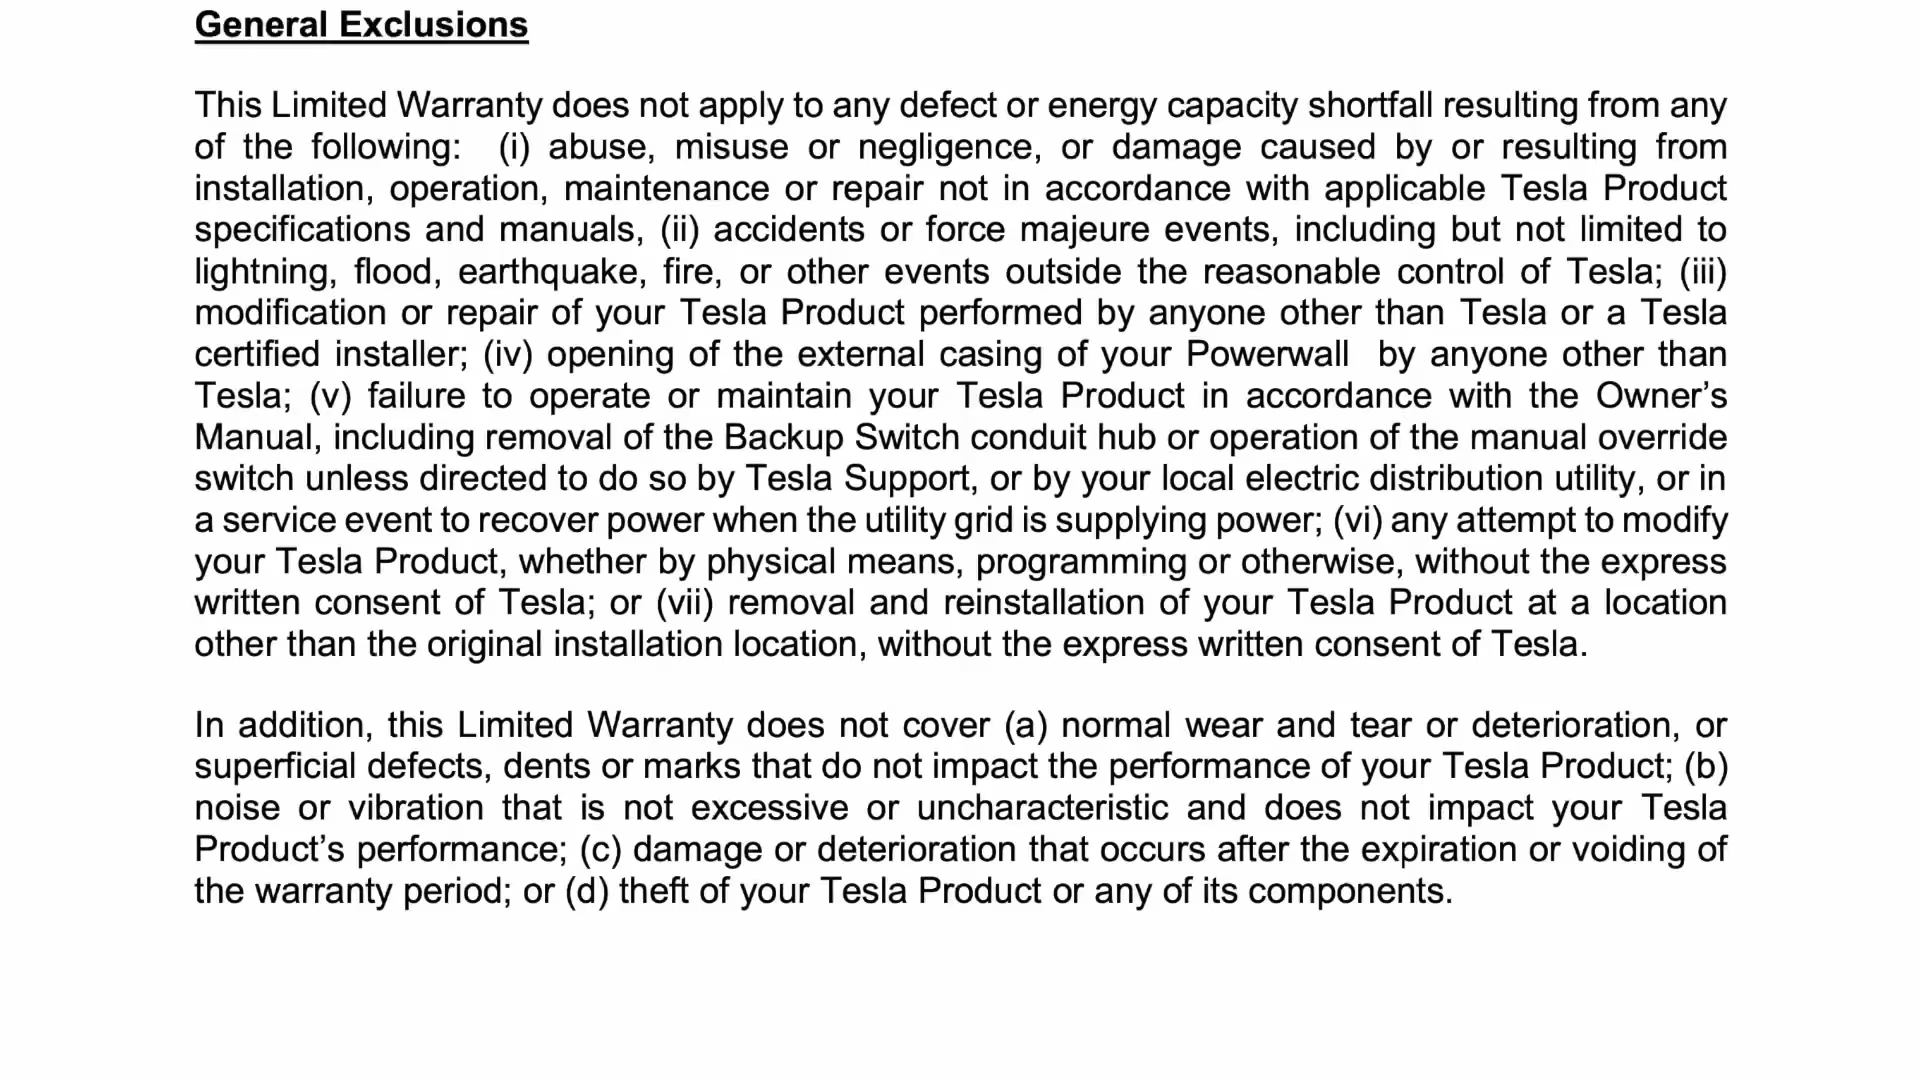 General Exclusions
This Limited Warranty does not apply to any defect or energy capacity shortfall resulting from any
of the following: (i) abuse, misuse or negligence, or damage caused by or resulting from
installation, operation, maintenance or repair not in accordance with applicable Tesla Product
specifications and manuals, (ii) accidents or force majeure events, including but not limited to
lightning, flood, earthquake, fire, or other events outside the reasonable control of Tesla; (iii)
modification or repair of your Tesla Product performed by anyone other than Tesla or a Tesla
certified installer; (iv) opening of the external casing of your Powerwall by anyone other than
Tesla; (v) failure to operate or maintain your Tesla Product in accordance with the Owner’s
Manual, including removal of the Backup Switch conduit hub or operation of the manual override
switch unless directed to do so by Tesla Support, or by your local electric distribution utility, or in
a service event to recover power when the utility grid is supplying power; (vi) any attempt to modify
your Tesla Product, whether by physical means, programming or otherwise, without the express
written consent of Tesla; or (vii) removal and reinstallation of your Tesla Product at a location
other than the original installation location, without the express written consent of Tesla.
In addition, this Limited Warranty does not cover (a) normal wear and tear or deterioration, or
superficial defects, dents or marks that do not impact the performance of your Tesla Product; (b)
noise or vibration that is not excessive or uncharacteristic and does not impact your Tesla
Product’s performance; (c) damage or deterioration that occurs after the expiration or voiding of
the warranty period; or (d) theft of your Tesla Product or any of its components.